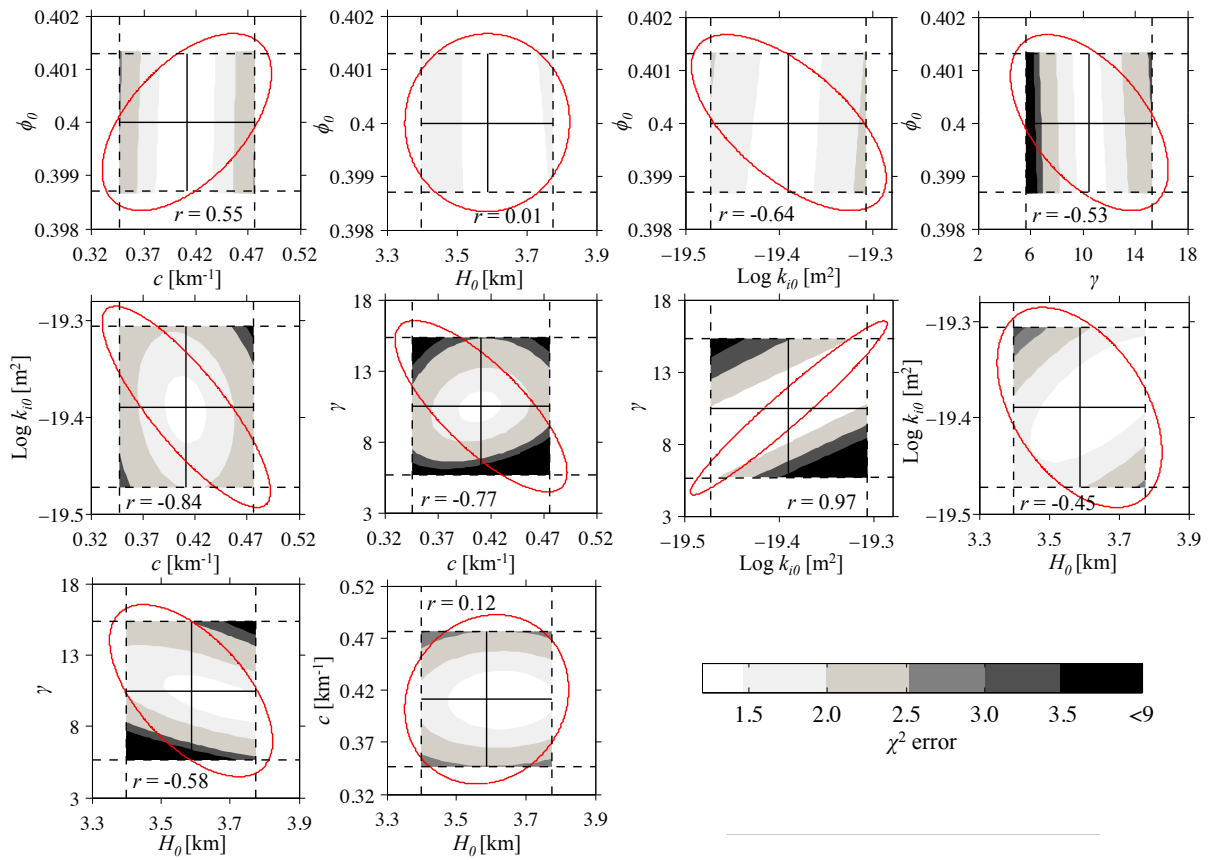 0.402
0.401
0.4
0.399
0.398
ϕ0
r = 0.55
0.32 0.37 0.42 0.47 0.52
c [km-1]
0.402
0.401
0.4
0.399
0.398
ϕ0
r = 0.01
3.3 3.5 3.7 3.9
H0 [km]
0.402
0.401
0.4
0.399
0.398
ϕ0
r = -0.64
−19.5 −19.4 −19.3
Log ki0 [m2]
0.402
0.401
0.4
0.399
0.398
ϕ0
r = -0.53
2 6 10 14 18
γ
−19.3
−19.4
−19.5
Log ki0 [m2]
r = -0.84
0.32 0.37 0.42 0.47 0.52
c [km-1]
18
13
8
3
γ
r = -0.77
0.32 0.37 0.42 0.47 0.52
c [km-1]
18
13
8
3
γ
r = 0.97
−19.5 −19.4 −19.3
Log ki0 [m2]
−19.3
−19.4
−19.5
Log ki0 [m2]
r = -0.45
3.3 3.5 3.7 3.9
H0 [km]
18
13
8
3
γ
r = -0.58
3.3 3.5 3.7 3.9
H0 [km]
0.52
0.47
0.42
0.37
0.32
c [km-1]
r = 0.12
3.3 3.5 3.7 3.9
H0 [km]
1.5 2.0 2.5 3.0 3.5 <9
χ2 error